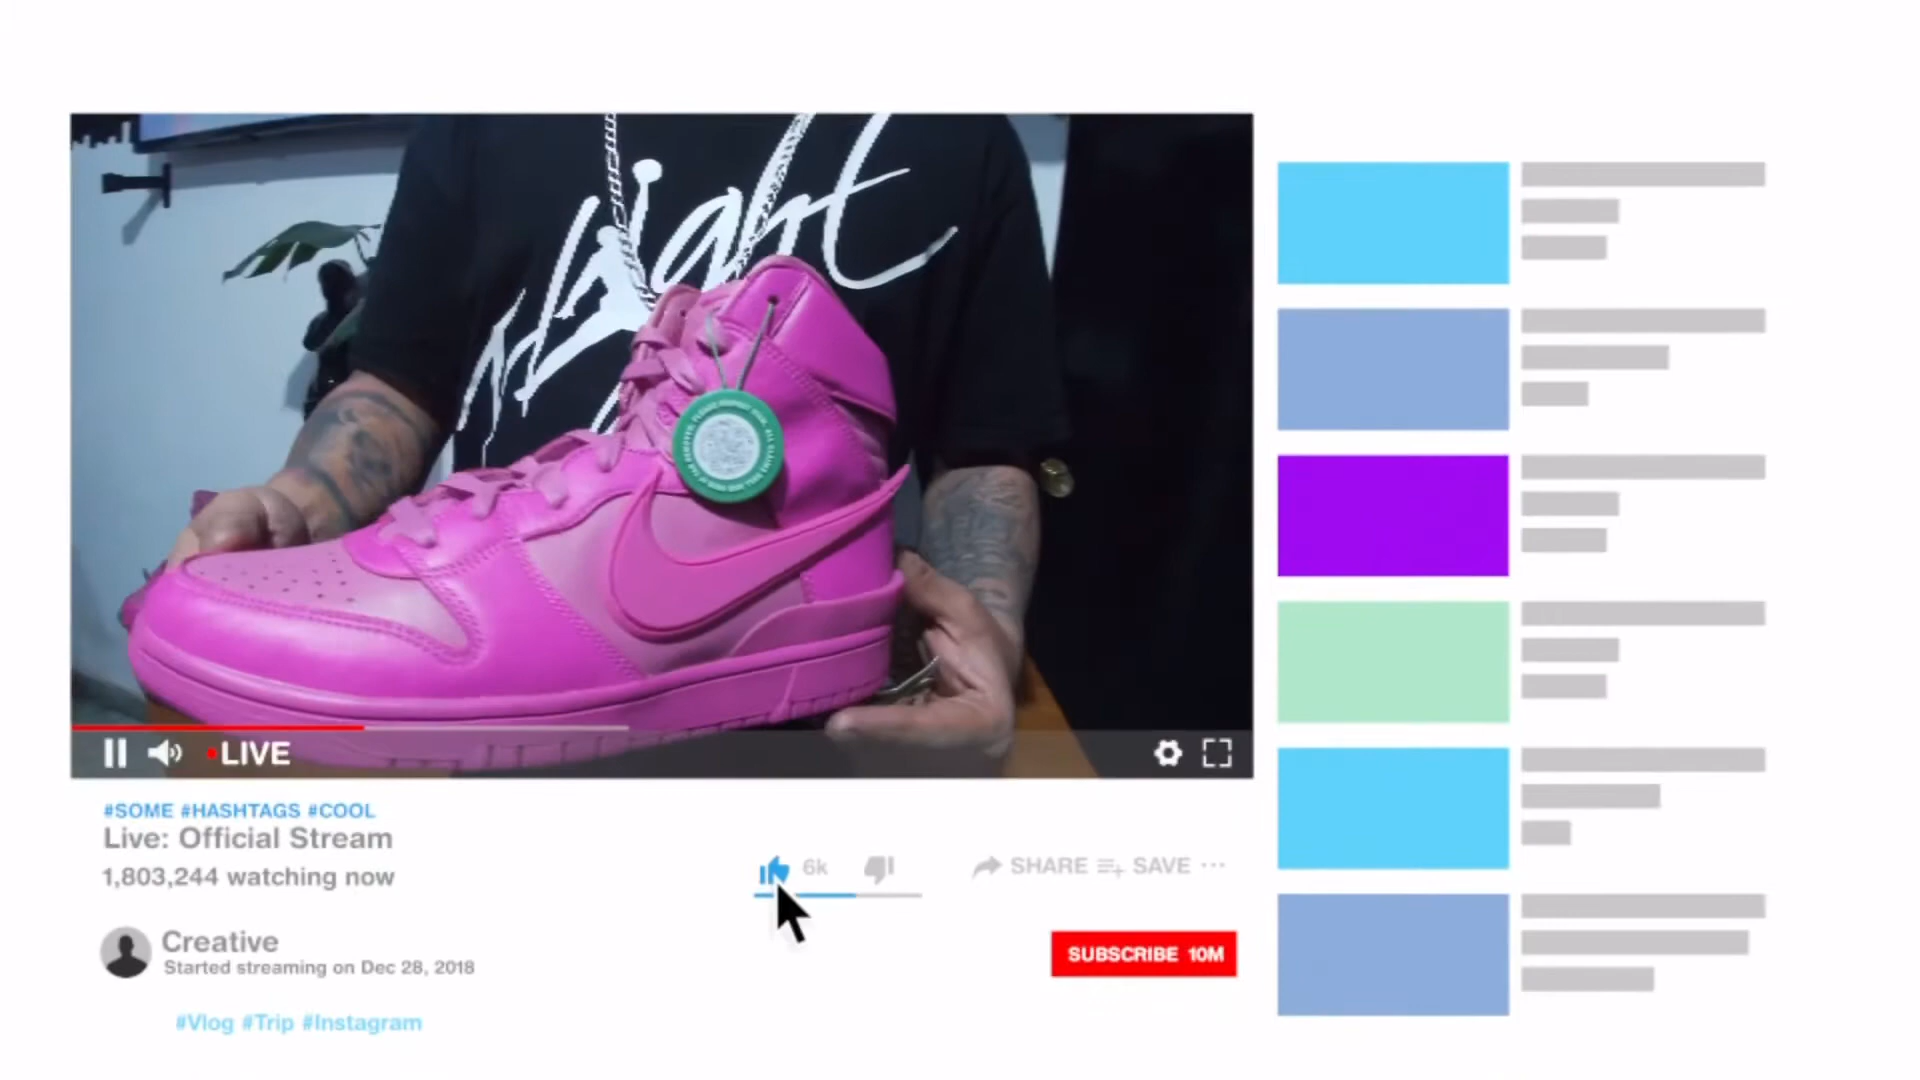 Flight
LIVE
#SOME #HASHTAGS #COOL
Live: Official Stream
1,803,244 watching now
6k
SHARE
SAVE
Creative
Started streaming on Dec 28, 2018
SUBSCRIBE 10M
#Vlog #Trip #Instagram